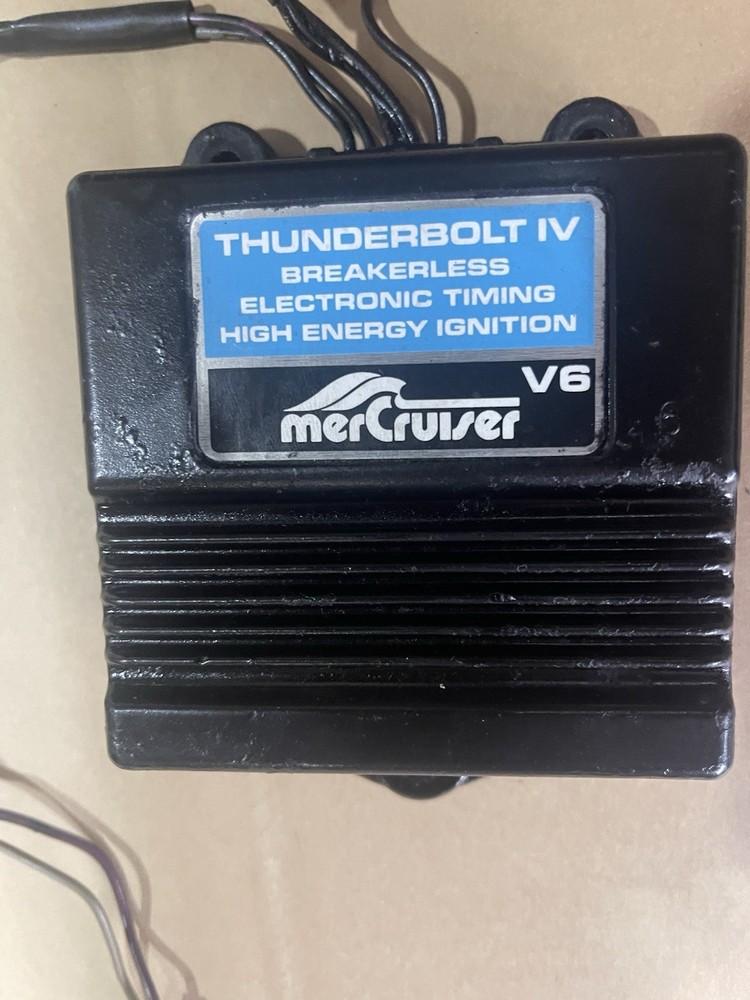 THUNDERBOLT IV
BREAKERLESS
ELECTRONIC TIMING
HIGH ENERGY IGNITION
V6
merCruiser